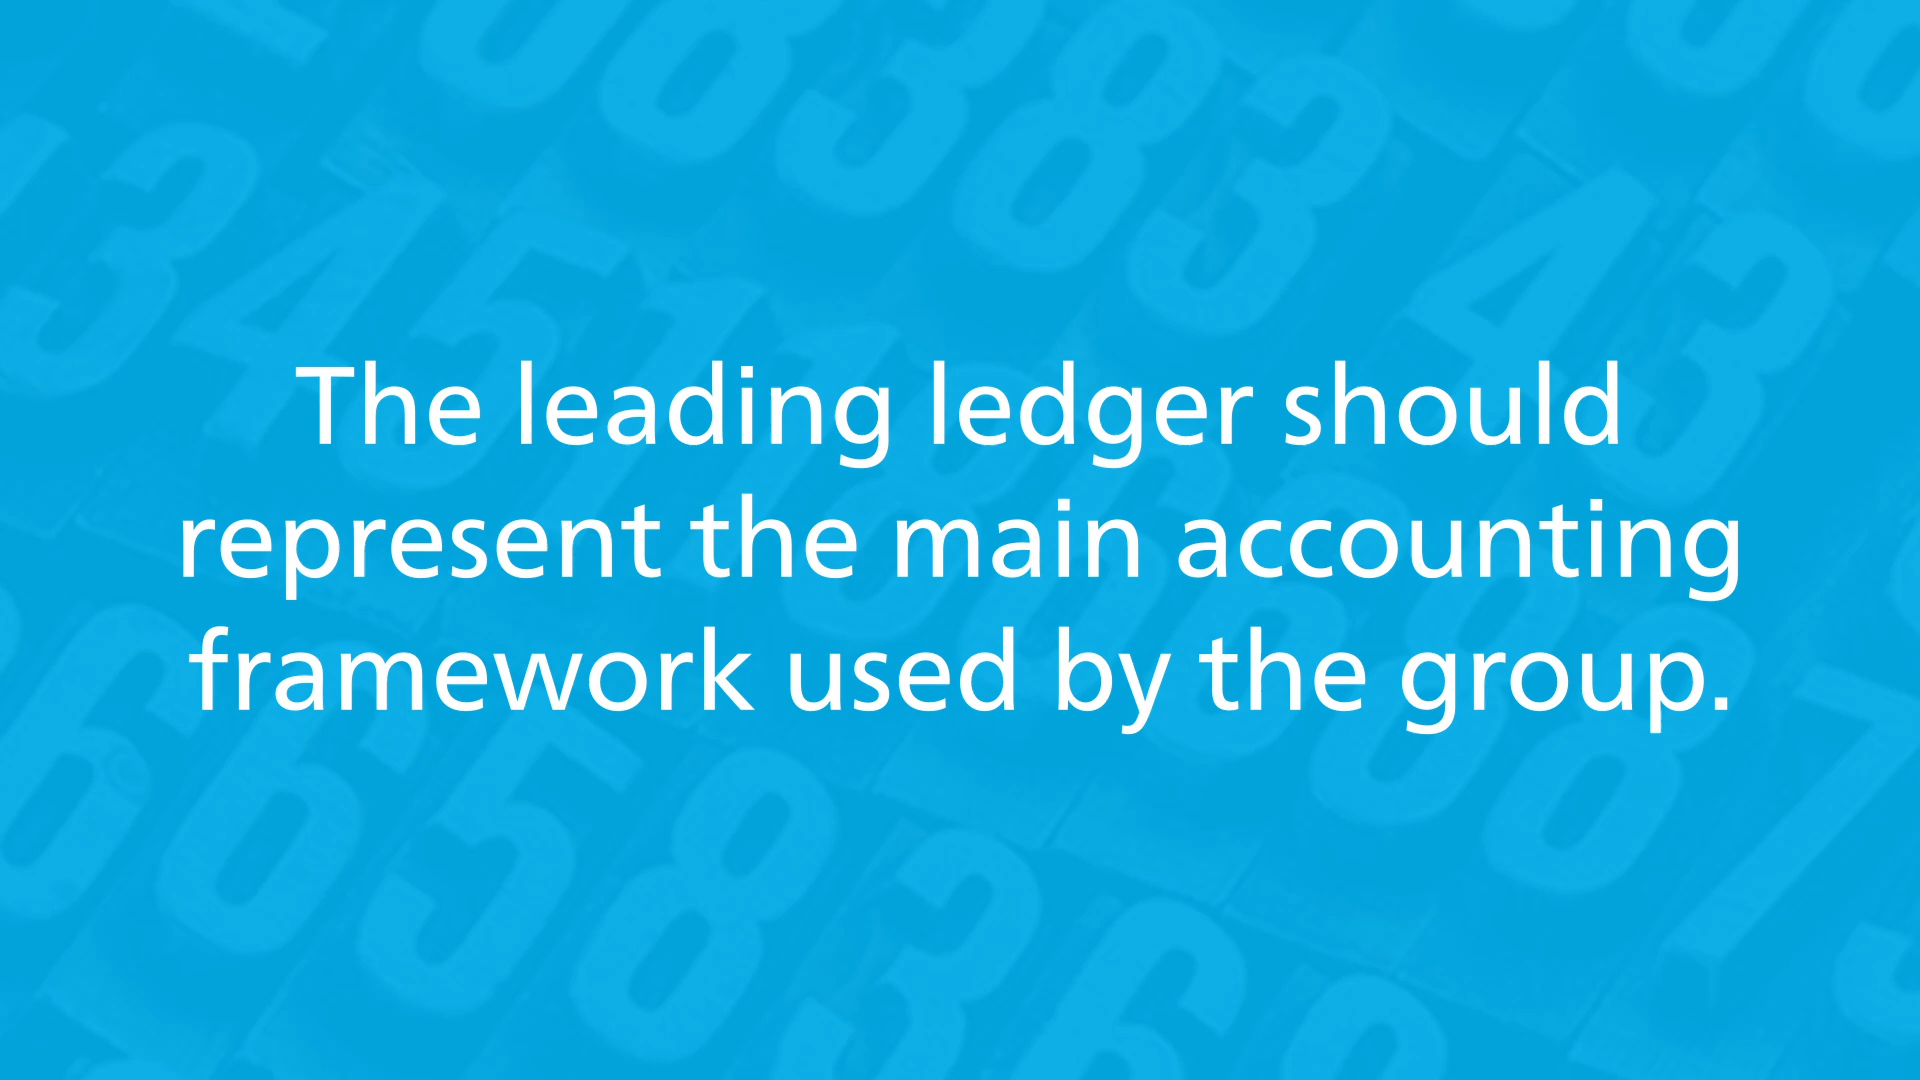 The leading ledger should
represent the main accounting
framework used by the group.